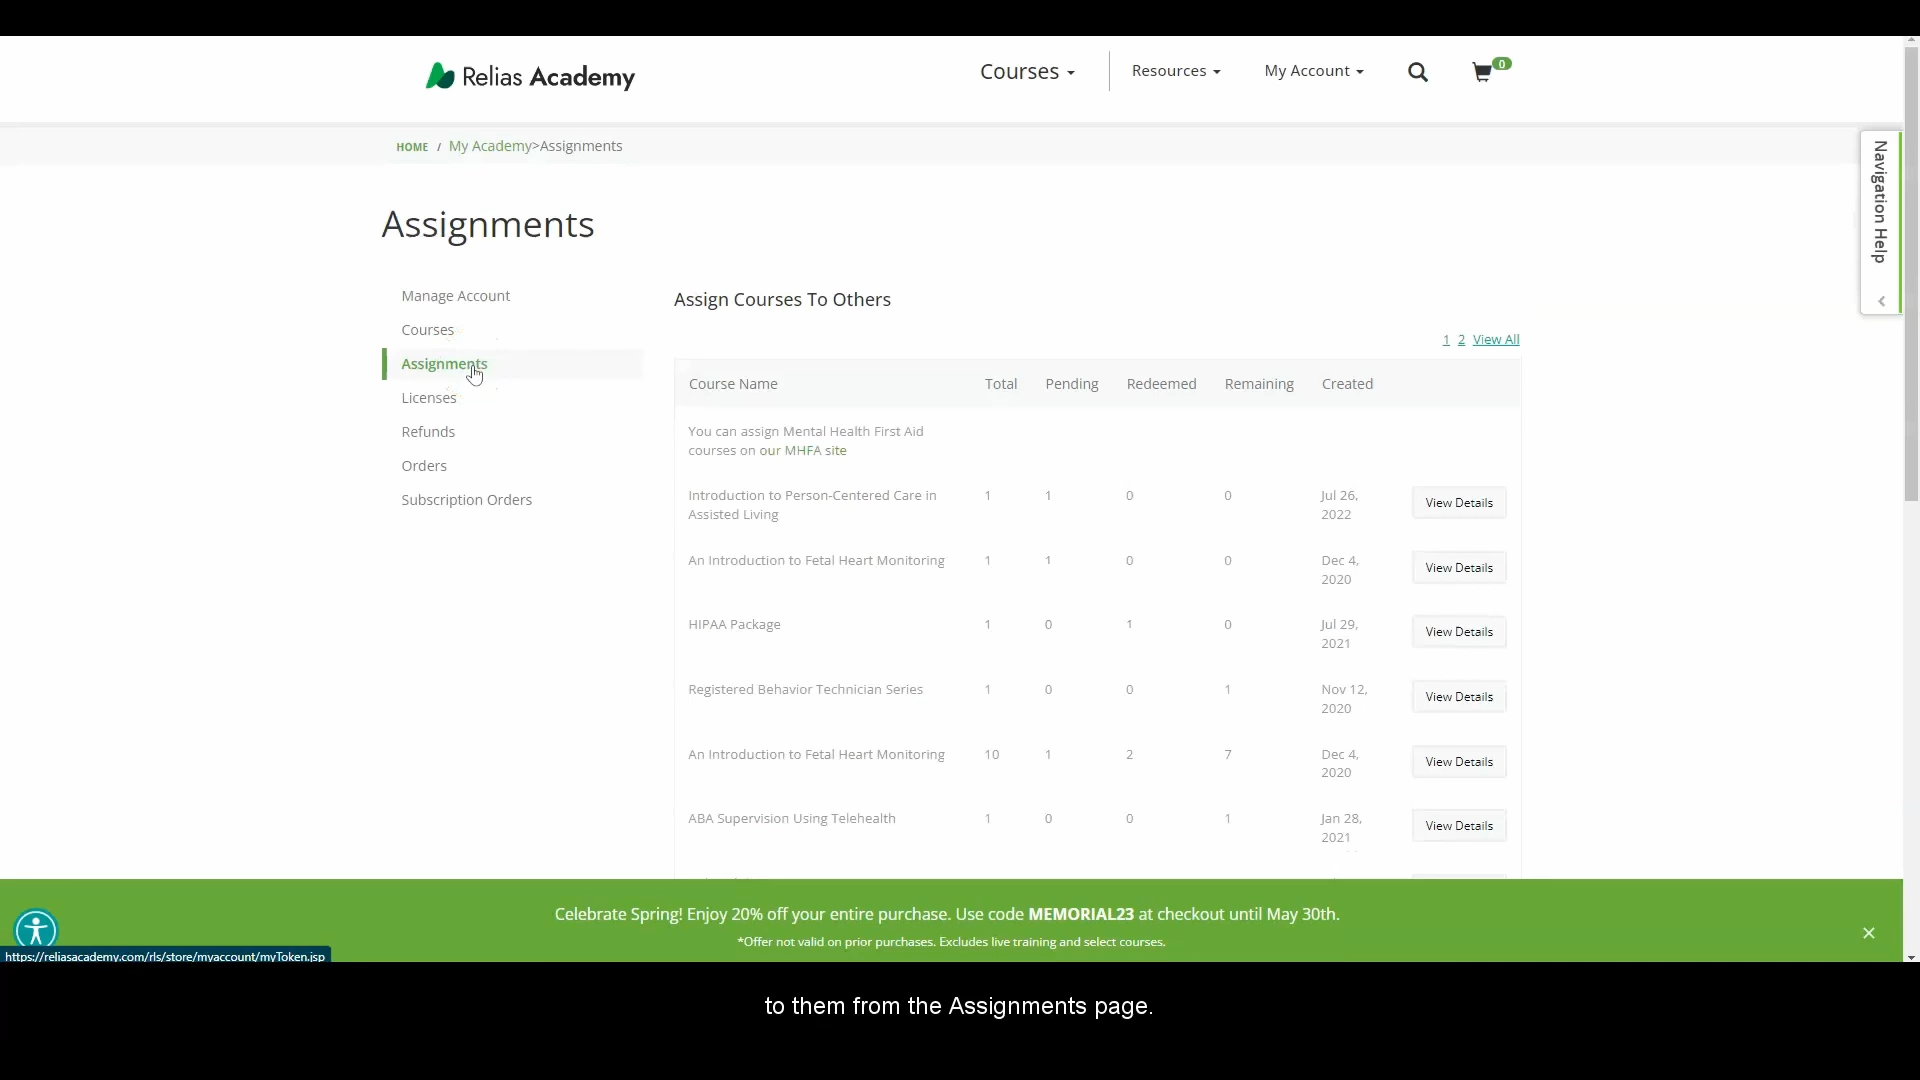 Relias Academy
Courses
Resources
My Account
0
HOME / My Academy>Assignments
Navigation Help
Assignments
Manage Account
Courses
Assignments
Licenses
Refunds
Orders
Subscription Orders
Assign Courses To Others
1 2 View All
Course Name Total Pending Redeemed Remaining Created
You can assign Mental Health First Aid
courses on our MHFA site
Introduction to Person-Centered Care in 1 1 0 0 Jul 26, View Details
Assisted Living 2022
An Introduction to Fetal Heart Monitoring 1 1 0 0 Dec 4, View Details
2020
HIPAA Package 1 0 1 0 Jul 29, View Details
2021
Registered Behavior Technician Series 1 0 0 1 Nov 12, View Details
2020
An Introduction to Fetal Heart Monitoring 10 1 2 7 Dec 4, View Details
2020
ABA Supervision Using Telehealth 1 0 0 1 Jan 28, View Details
2021
Celebrate Spring! Enjoy 20% off your entire purchase. Use code MEMORIAL23 at checkout until May 30th.
*Offer not valid on prior purchases. Excludes live training and select courses.
https://reliasacademy.com/rls/store/myaccount/myToken.jsp
to them from the Assignments page.